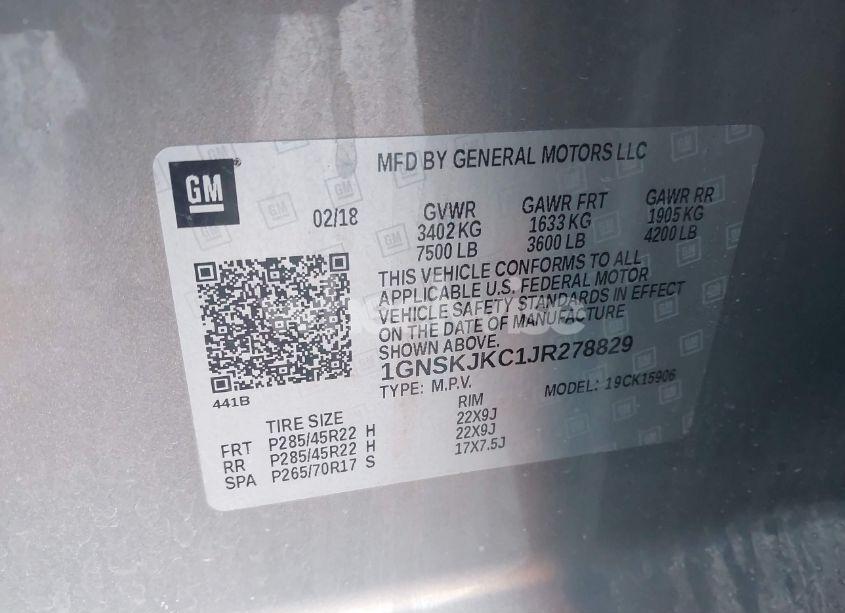 MFD BY GENERAL MOTORS LLC
GM
02/18
GVWR GAWR FRT GAWR RR
3402 KG 1633 KG 1905 KG
7500 LB 3600 LB 4200 LB
THIS VEHICLE CONFORMS TO ALL
APPLICABLE U.S. FEDERAL MOTOR
VEHICLE SAFETY STANDARDS IN EFFECT
ON THE DATE OF MANUFACTURE
SHOWN ABOVE.
1GNSKJKC1JR278829
TYPE: M.P.V. MODEL: 19CK15906
441B
TIRE SIZE RIM
FRT P285/45R22 H 22X9J
RR P285/45R22 H 22X9J
SPA P265/70R17 S 17X7.5J